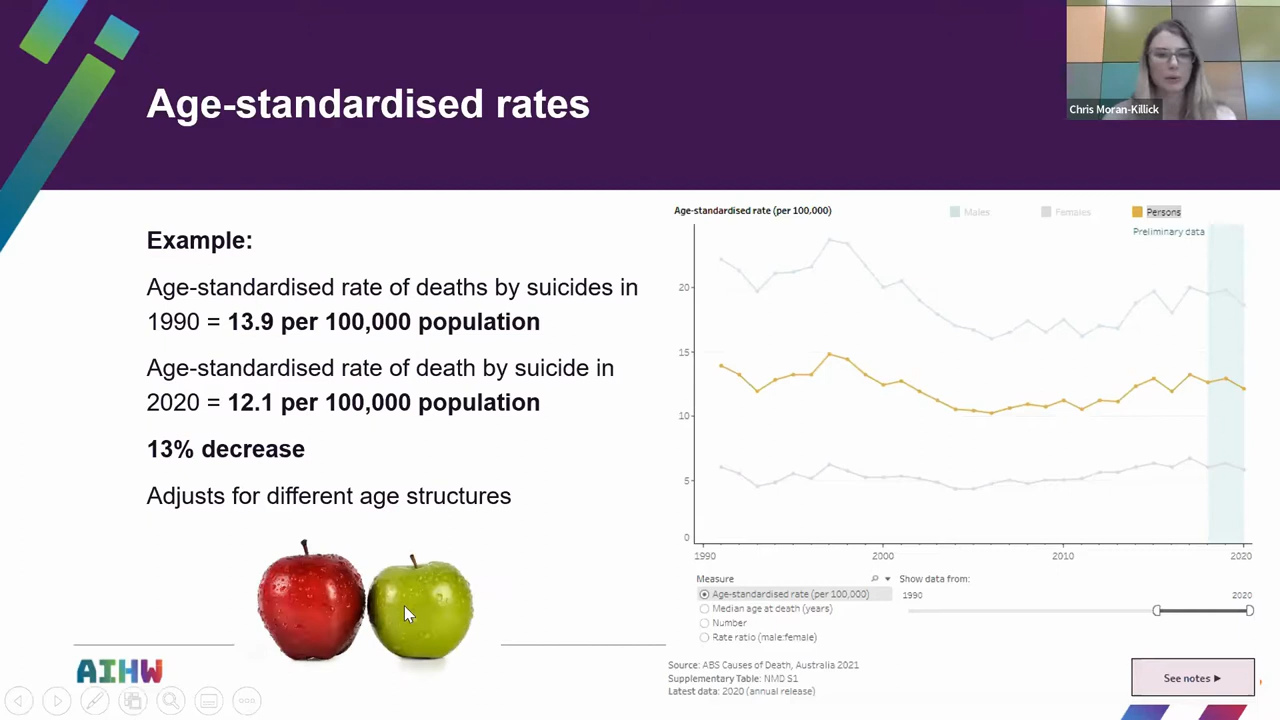 Age-standardised rates
Chris Moran-Killick
Example:
Age-standardised rate of deaths by suicides in
1990 = 13.9 per 100,000 population
Age-standardised rate of death by suicide in
2020 = 12.1 per 100,000 population
13% decrease
Adjusts for different age structures
AIHW
Age-standardised rate (per 100,000)
Males
Females
Persons
Preliminary data
20
15
10
5
0
1990
2000
2010
2020
Measure
Age-standardised rate (per 100,000)
Median age at death (years)
Number
Rate ratio (male:female)
Show data from:
1990
2020
Source: ABS Causes of Death, Australia 2021
Supplementary Table: NMD S1
Latest data: 2020 (annual release)
See notes ▶